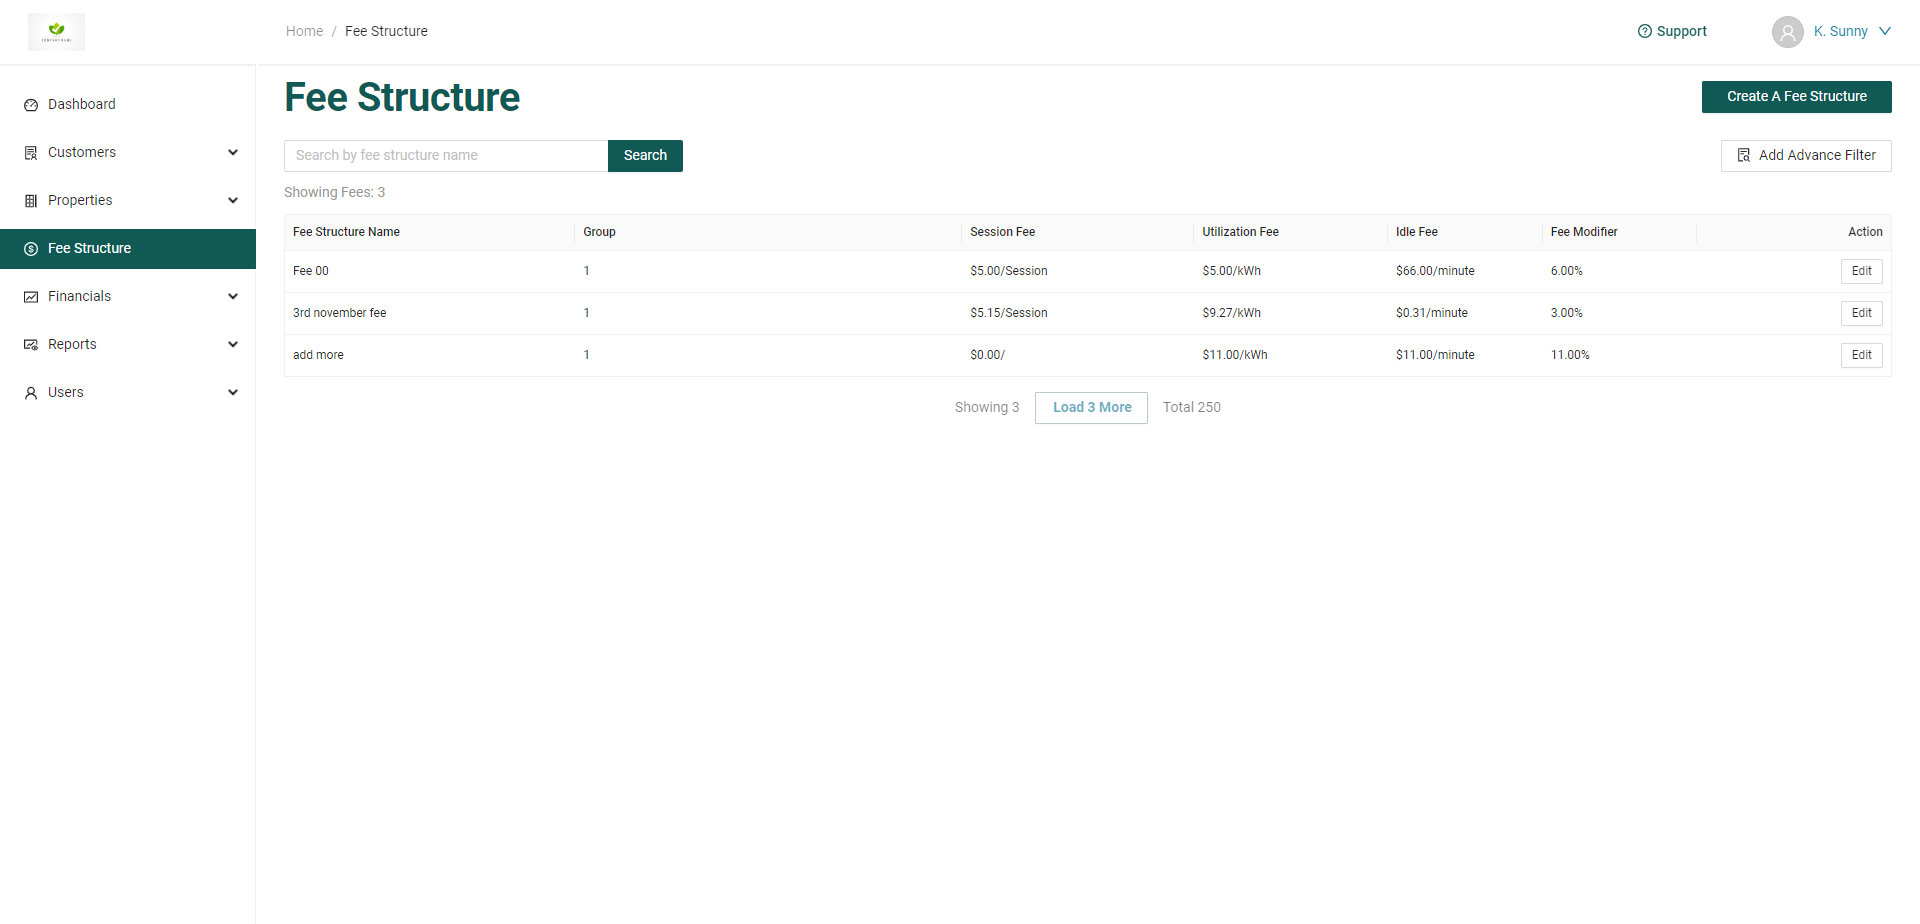 Home / Fee Structure
Support
K. Sunny
Dashboard
Customers
Properties
Fee Structure
Financials
Reports
Users
Fee Structure
Create A Fee Structure
Search by fee structure name
Search
Add Advance Filter
Showing Fees: 3
Fee Structure Name Group Session Fee Utilization Fee Idle Fee Fee Modifier Action
Fee 00 1 $5.00/Session $5.00/kWh $66.00/minute 6.00% Edit
3rd november fee 1 $5.15/Session $9.27/kWh $0.31/minute 3.00% Edit
add more 1 $0.00/ $11.00/kWh $11.00/minute 11.00% Edit
Showing 3 Load 3 More Total 250